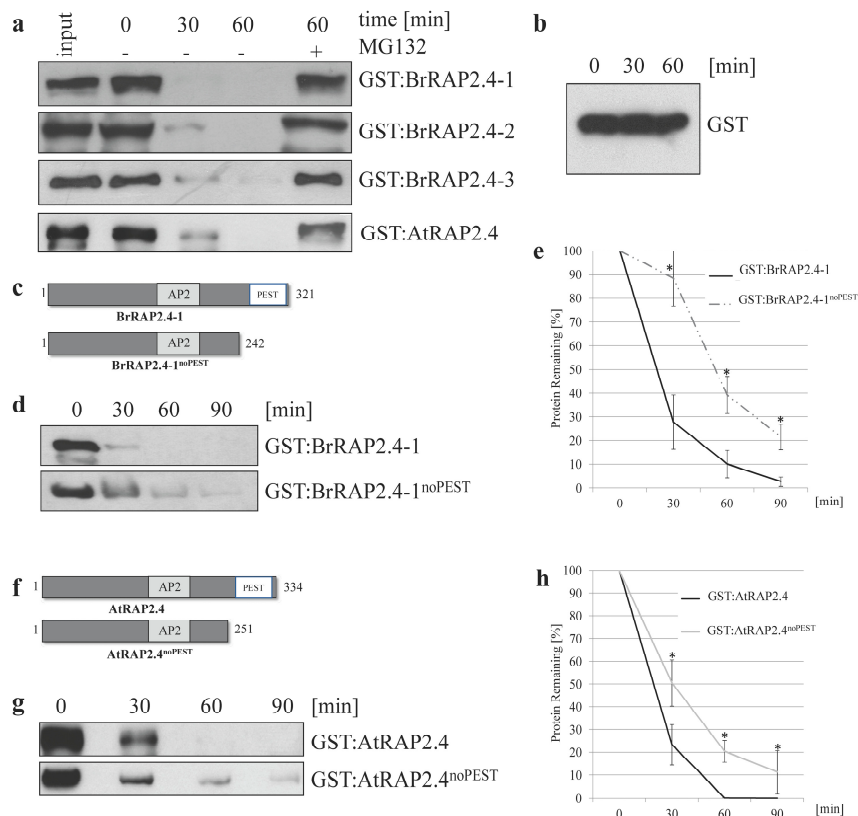 a
input 0 30 60 60 time [min]
- - - + MG132
GST:BrRAP2.4-1
GST:BrRAP2.4-2
GST:BrRAP2.4-3
GST:AtRAP2.4
b
0 30 60 [min]
GST
c
1 AP2 PEST 321
BrRAP2.4-1
1 AP2 242
BrRAP2.4-1noPEST
d
0 30 60 90 [min]
GST:BrRAP2.4-1
GST:BrRAP2.4-1noPEST
e
Protein Remaining [%]
100
90
80
70
60
50
40
30
20
10
0
0 30 60 90 [min]
GST:BrRAP2.4-1
GST:BrRAP2.4-1noPEST
*
*
*
f
1 AP2 PEST 334
AtRAP2.4
1 AP2 251
AtRAP2.4noPEST
g
0 30 60 90 [min]
GST:AtRAP2.4
GST:AtRAP2.4noPEST
h
Protein Remaining [%]
100
90
80
70
60
50
40
30
20
10
0
0 30 60 90 [min]
GST:AtRAP2.4
GST:AtRAP2.4noPEST
*
*
*